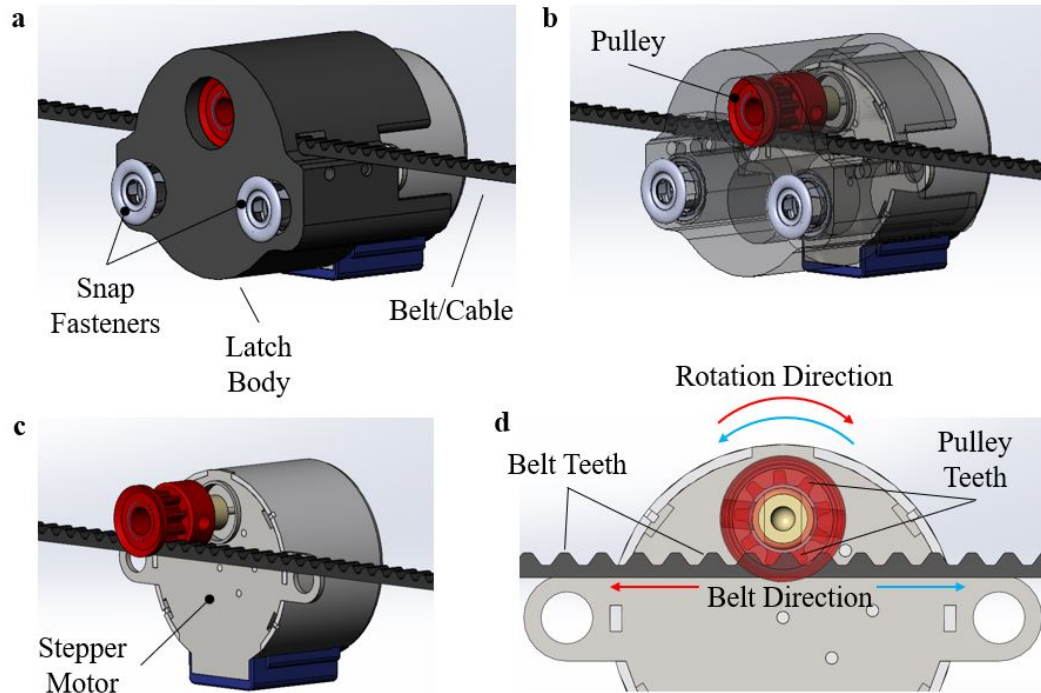 a
Snap
Fasteners
Latch
Body
Belt/Cable
b
Pulley
c
Stepper
Motor
d
Rotation Direction
Belt Teeth
Pulley
Teeth
Belt Direction